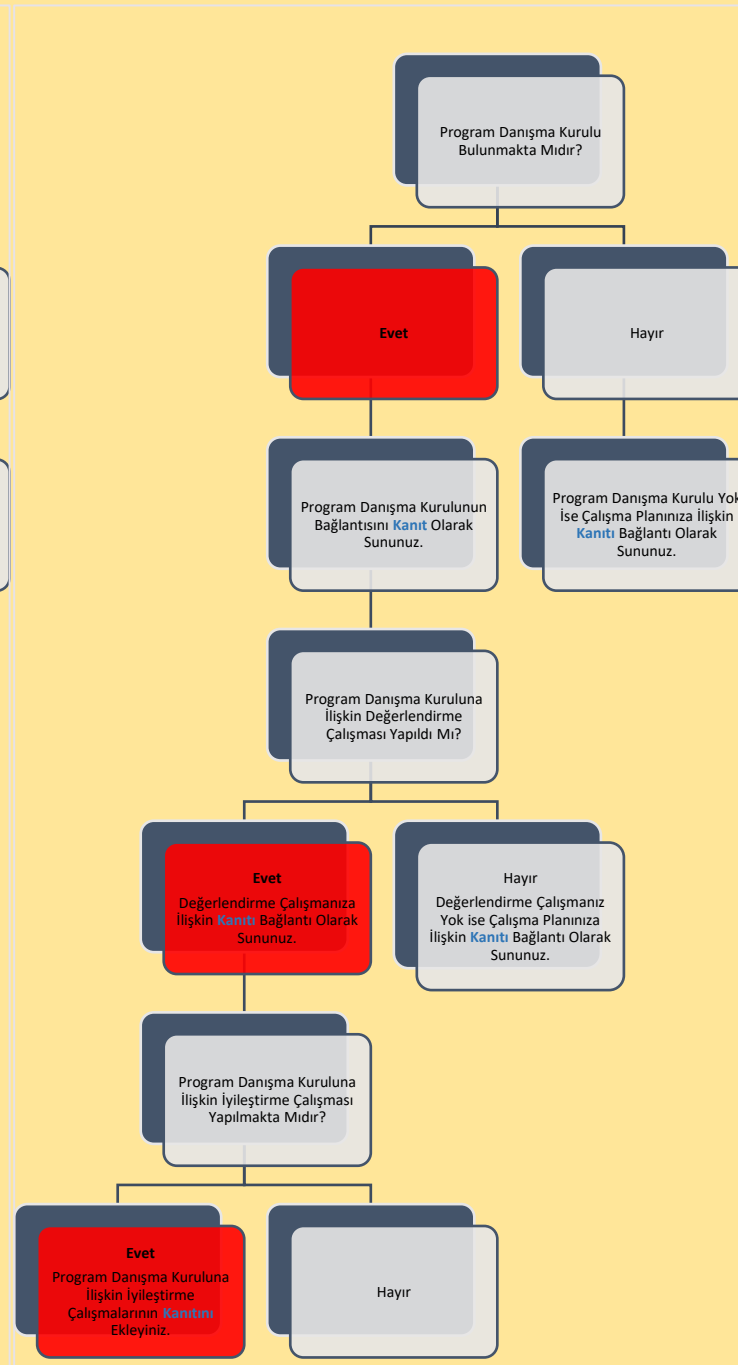 Program Danışma Kurulu
Bulunmakta Mıdır?
Evet
Hayır
Program Danışma Kurulunun
Bağlantısını Kanıt Olarak
Sununuz.
Program Danışma Kurulu Yok
İse Çalışma Planınıza İlişkin
Kanıtı Bağlantı Olarak
Sununuz.
Program Danışma Kuruluna
İlişkin Değerlendirme
Çalışması Yapıldı Mı?
Evet
Değerlendirme Çalışmanıza
İlişkin Kanıtı Bağlantı Olarak
Sununuz.
Hayır
Değerlendirme Çalışmanız
Yok ise Çalışma Planınıza
İlişkin Kanıtı Bağlantı Olarak
Sununuz.
Program Danışma Kuruluna
İlişkin İyileştirme Çalışması
Yapılmakta Mıdır?
Evet
Program Danışma Kuruluna
İlişkin İyileştirme
Çalışmalarının Kanıtını
Ekleyiniz.
Hayır